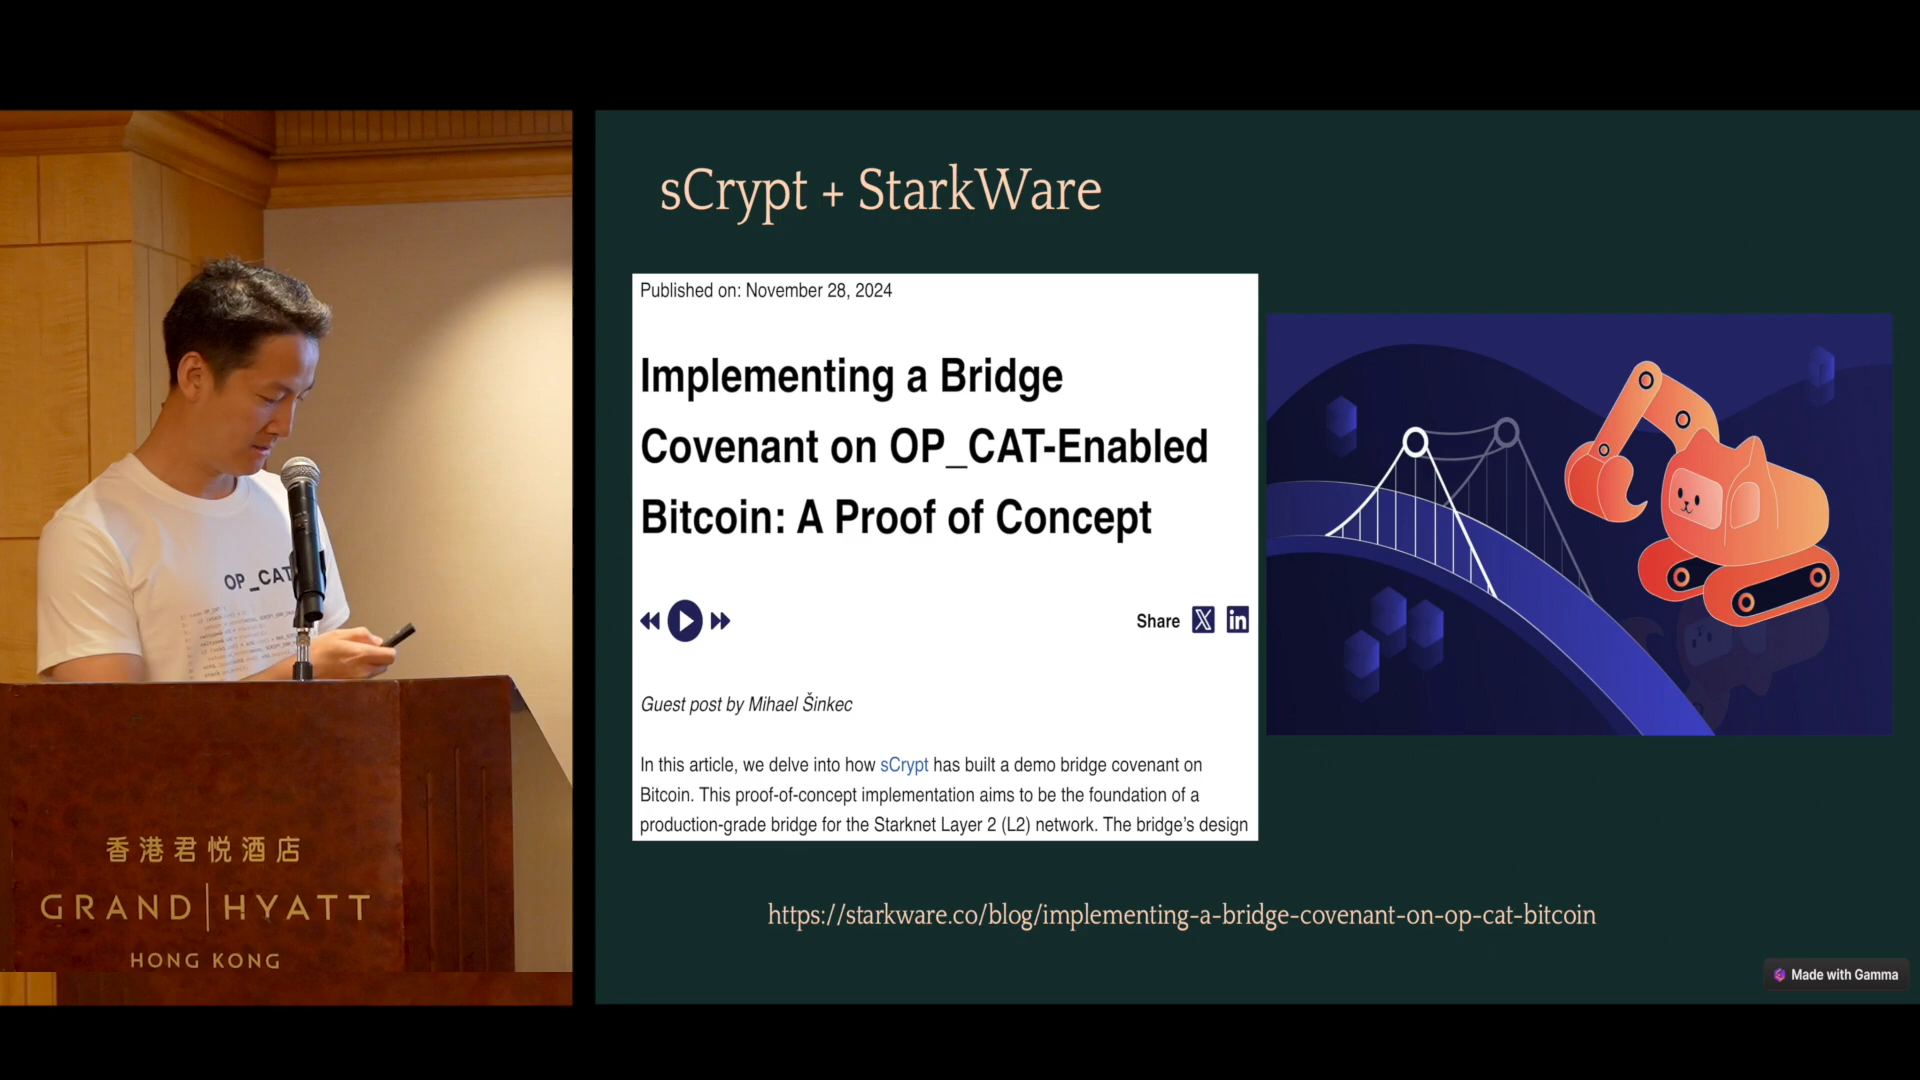 sCrypt + StarkWare
Published on: November 28, 2024
Implementing a Bridge
Covenant on OP_CAT-Enabled
Bitcoin: A Proof of Concept
Share
Guest post by Mihael Šinkec
In this article, we delve into how sCrypt has built a demo bridge covenant on
Bitcoin. This proof-of-concept implementation aims to be the foundation of a
production-grade bridge for the Starknet Layer 2 (L2) network. The bridge's design
https://starkware.co/blog/implementing-a-bridge-covenant-on-op-cat-bitcoin
Made with Gamma
OP_CAT
香港君悦酒店
GRAND HYATT
HONG KONG